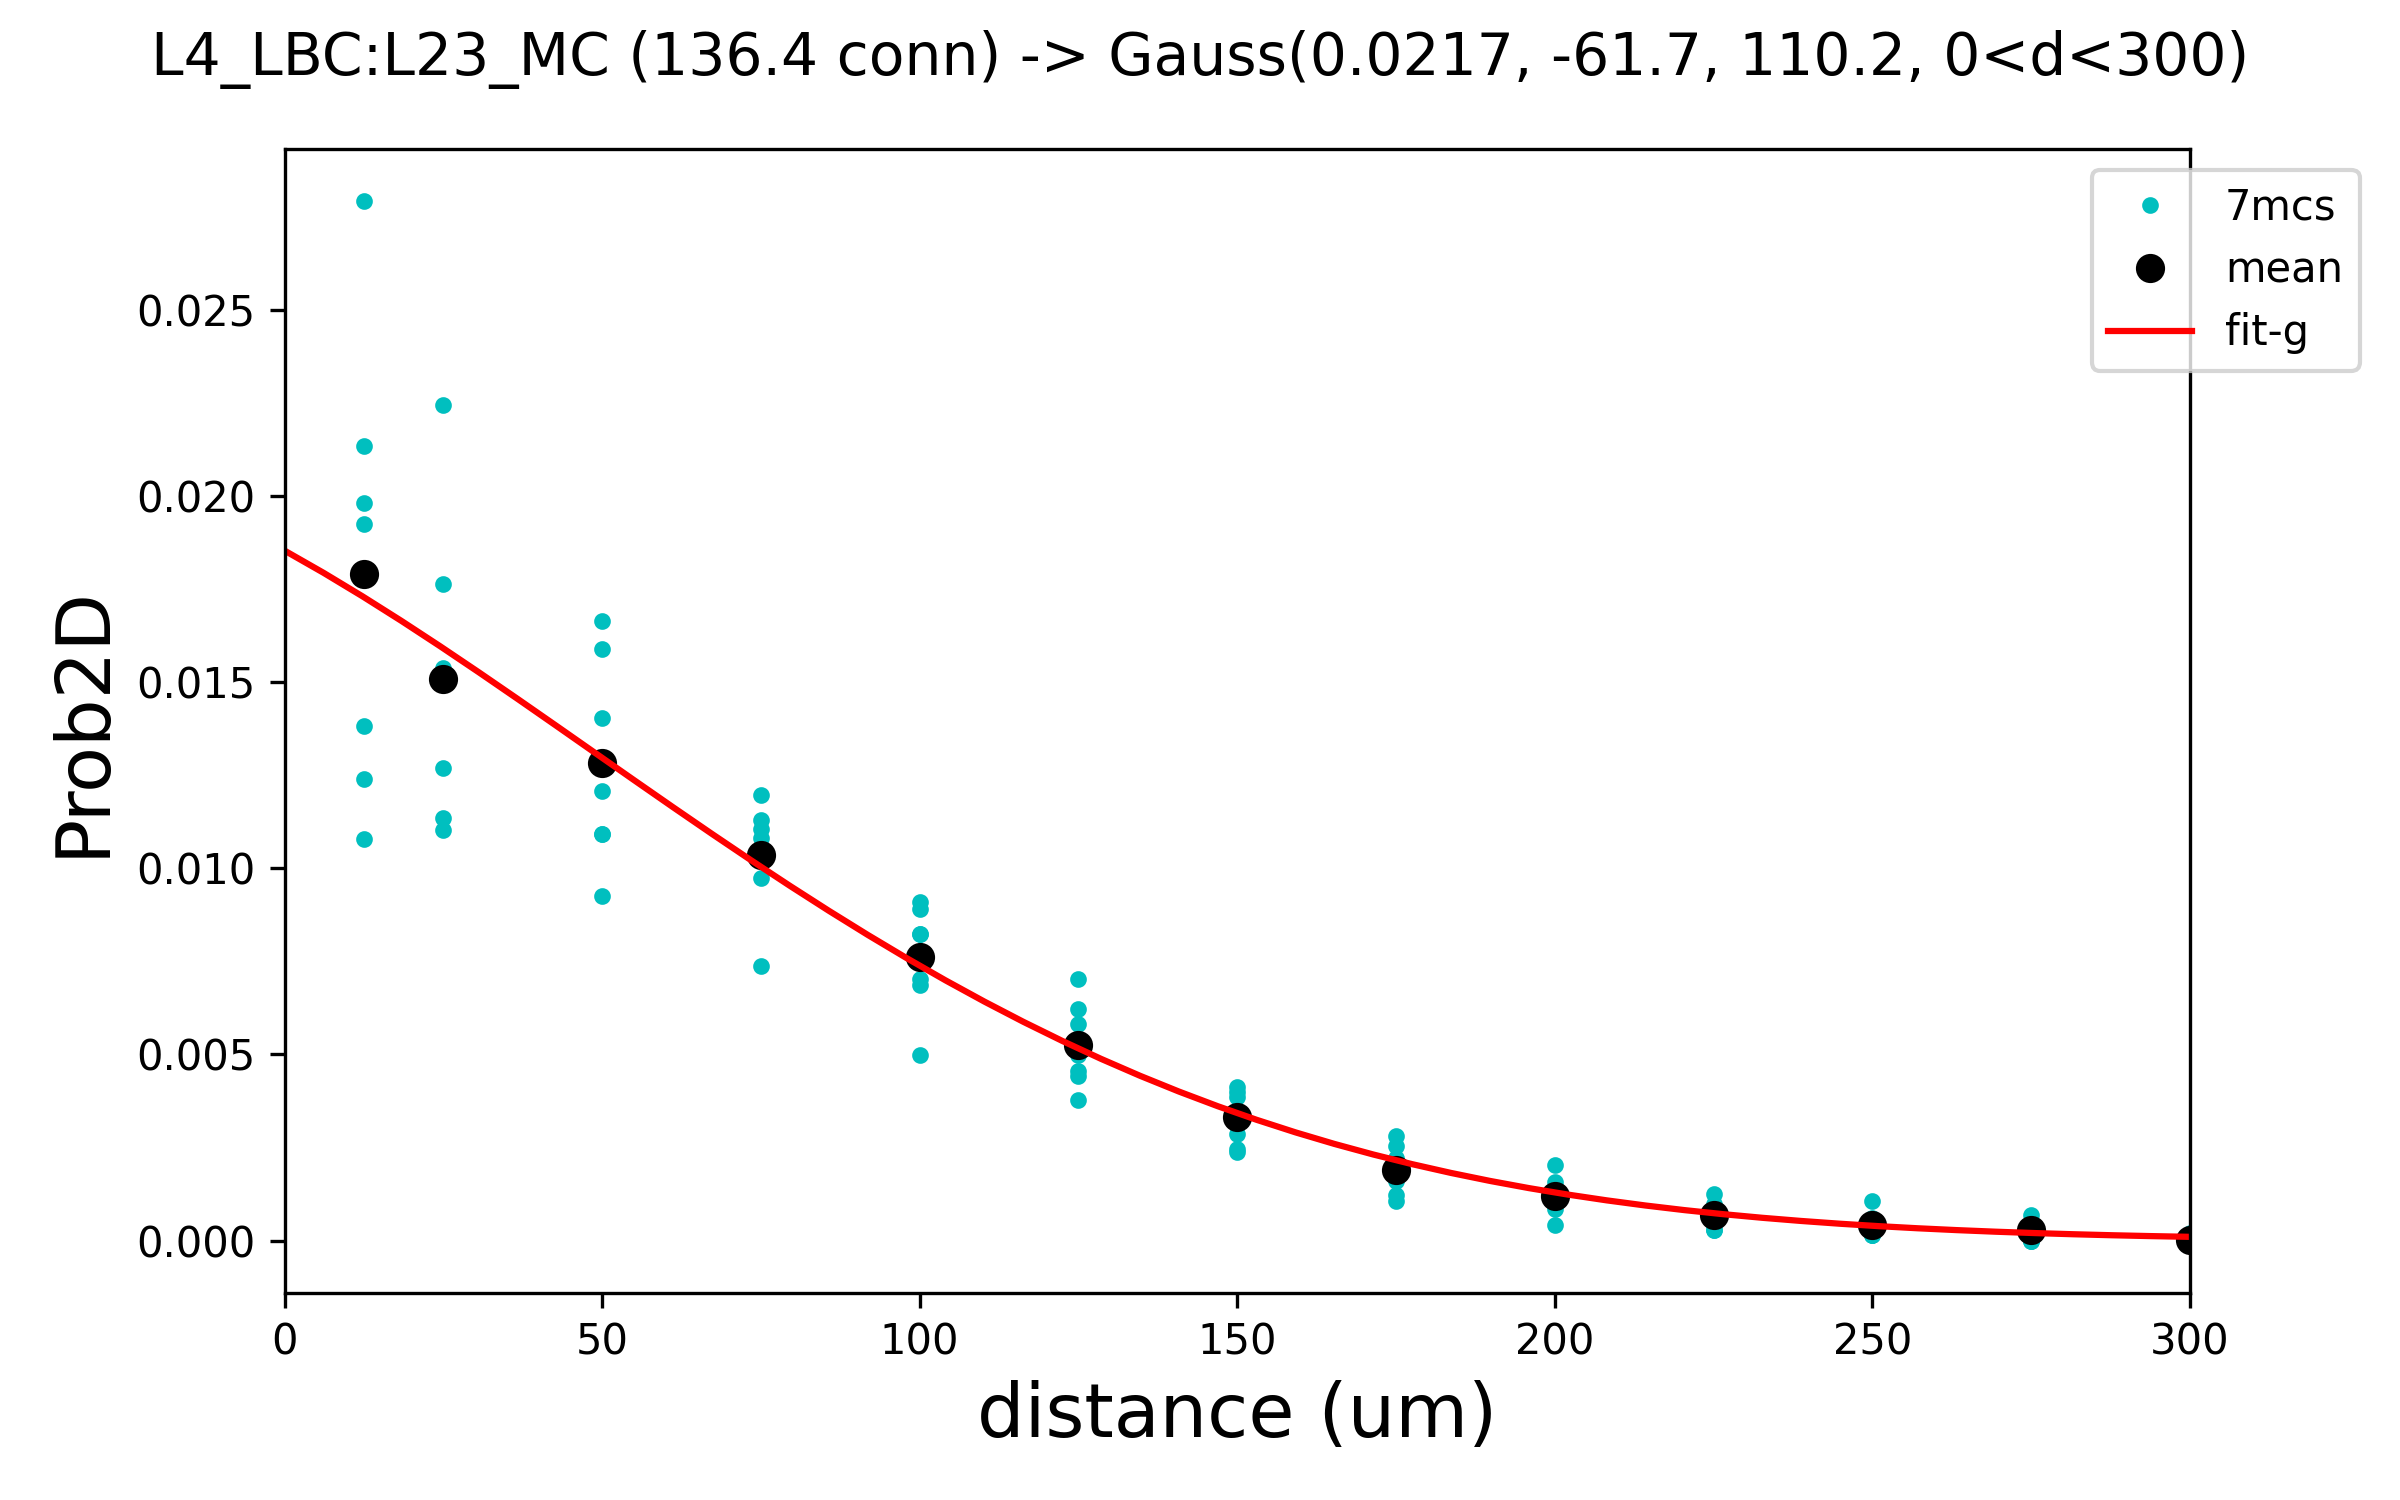 L4_LBC:L23_MC (136.4 conn) -> Gauss(0.0217, -61.7, 110.2, 0<d<300)
7mcs
mean
fit-g
Prob2D
0.025
0.020
0.015
0.010
0.005
0.000
0 50 100 150 200 250 300
distance (um)